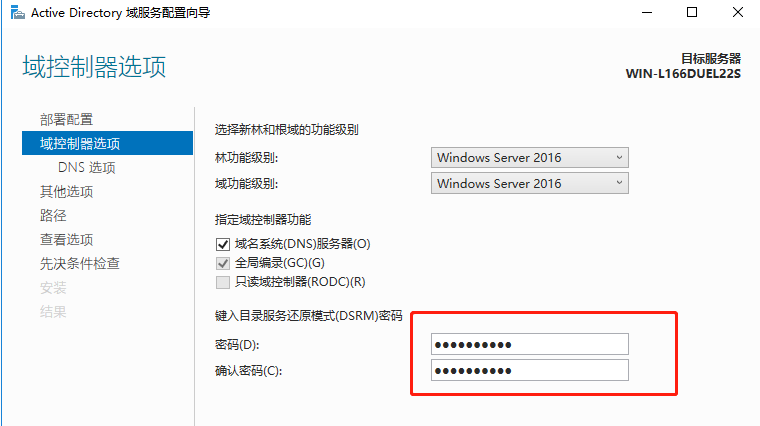 Active Directory 域服务配置向导
域控制器选项
目标服务器
WIN-L166DUEL22S
部署配置
域控制器选项
DNS 选项
其他选项
路径
查看选项
先决条件检查
安装
结果
选择新林和根域的功能级别
林功能级别: Windows Server 2016
域功能级别: Windows Server 2016
指定域控制器功能
域名系统(DNS)服务器(O)
全局编录(GC)(G)
只读域控制器(RODC)(R)
键入目录服务还原模式(DSRM)密码
密码(D): ●●●●●●●●●●
确认密码(C): ●●●●●●●●●●